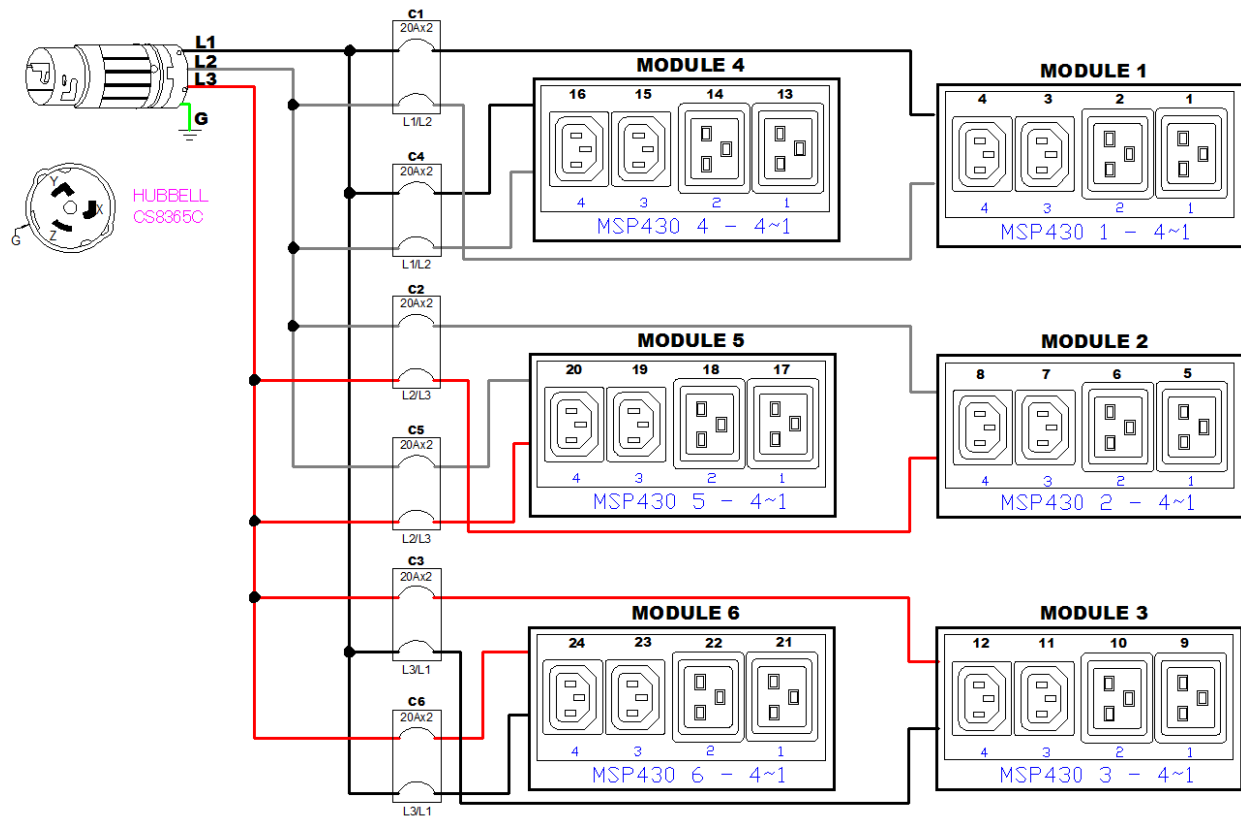 L1
L2
L3
G
HUBBELL
CS8365C
Y
X
Z
G
C1
20Ax2
L1/L2
C4
20Ax2
L1/L2
C2
20Ax2
L2/L3
C5
20Ax2
L2/L3
C3
20Ax2
L3/L1
C6
20Ax2
L3/L1
MODULE 4
16 15 14 13
4 3 2 1
MSP430 4 - 4~1
MODULE 1
4 3 2 1
4 3 2 1
MSP430 1 - 4~1
MODULE 5
20 19 18 17
4 3 2 1
MSP430 5 - 4~1
MODULE 2
8 7 6 5
4 3 2 1
MSP430 2 - 4~1
MODULE 6
24 23 22 21
4 3 2 1
MSP430 6 - 4~1
MODULE 3
12 11 10 9
4 3 2 1
MSP430 3 - 4~1